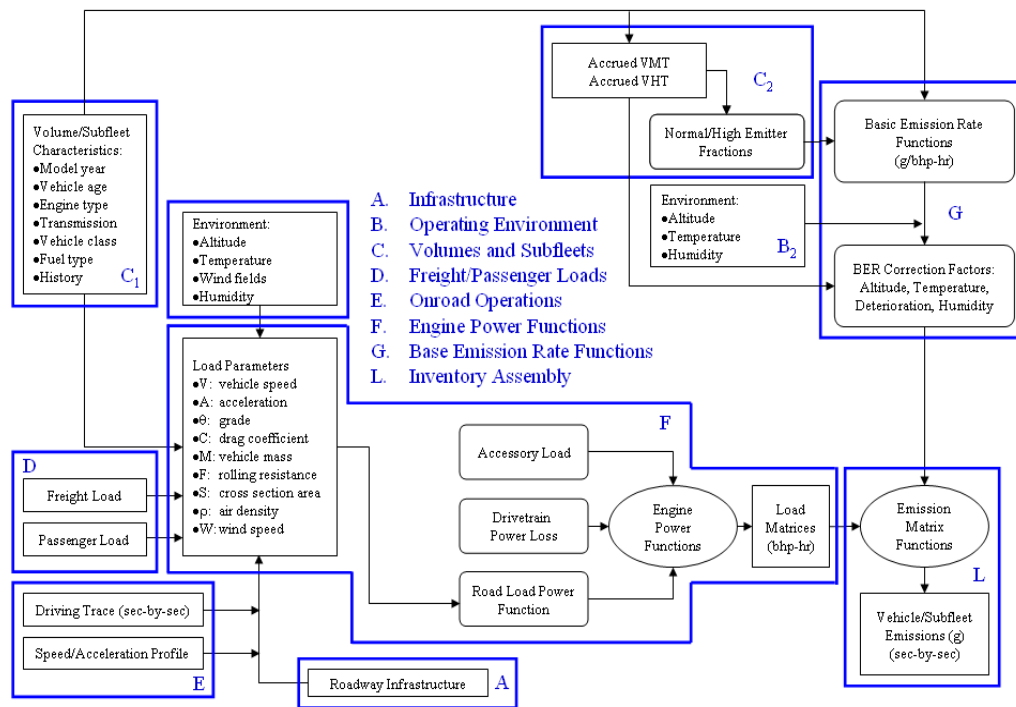 Accrued VMT
Accrued VHT
C2
Normal/High Emitter
Fractions
Basic Emission Rate
Functions
(g/bhp-hr)
G
BER Correction Factors:
Altitude, Temperature,
Deterioration, Humidity
Volume/Subfleet
Characteristics:
●Model year
●Vehicle age
●Engine type
●Transmission
●Vehicle class
●Fuel type
●History
C1
Environment:
●Altitude
●Temperature
●Wind fields
●Humidity
A. Infrastructure
B. Operating Environment
C. Volumes and Subfleets
D. Freight/Passenger Loads
E. Onroad Operations
F. Engine Power Functions
G. Base Emission Rate Functions
L. Inventory Assembly
Environment:
●Altitude
●Temperature
●Humidity
B2
Load Parameters
●V: vehicle speed
●A: acceleration
●θ: grade
●C: drag coefficient
●M: vehicle mass
●F: rolling resistance
●S: cross section area
●ρ: air density
●W: wind speed
F
Accessory Load
Drivetrain
Power Loss
Road Load Power
Function
Engine
Power
Functions
Load
Matrices
(bhp-hr)
Emission
Matrix
Functions
L
Vehicle/Subfleet
Emissions (g)
(sec-by-sec)
D
Freight Load
Passenger Load
Driving Trace (sec-by-sec)
Speed/Acceleration Profile
E
Roadway Infrastructure
A